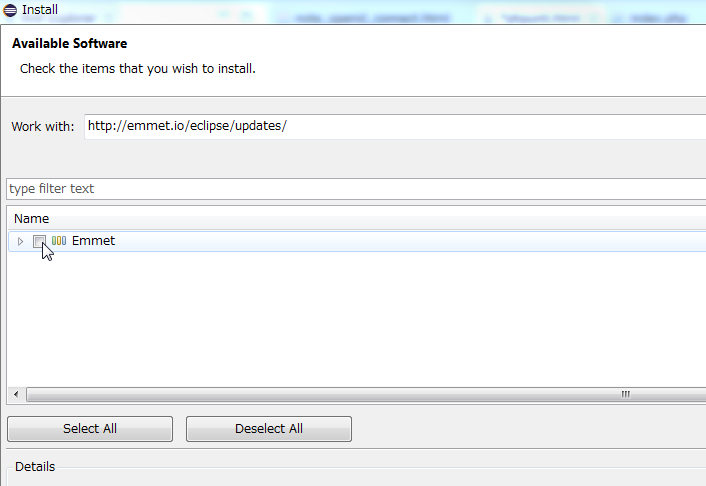 Install
Available Software
Check the items that you wish to install.
Work with: http://emmet.io/eclipse/updates/
type filter text
Name
Emmet
Select All Deselect All
Details